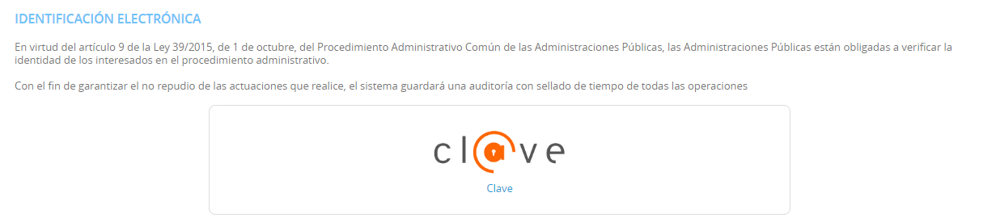 IDENTIFICACIÓN ELECTRÓNICA
En virtud del artículo 9 de la Ley 39/2015, de 1 de octubre, del Procedimiento Administrativo Común de las Administraciones Públicas, las Administraciones Públicas están obligadas a verificar la
identidad de los interesados en el procedimiento administrativo.
Con el fin de garantizar el no repudio de las actuaciones que realice, el sistema guardará una auditoría con sellado de tiempo de todas las operaciones
cl@ve
Clave